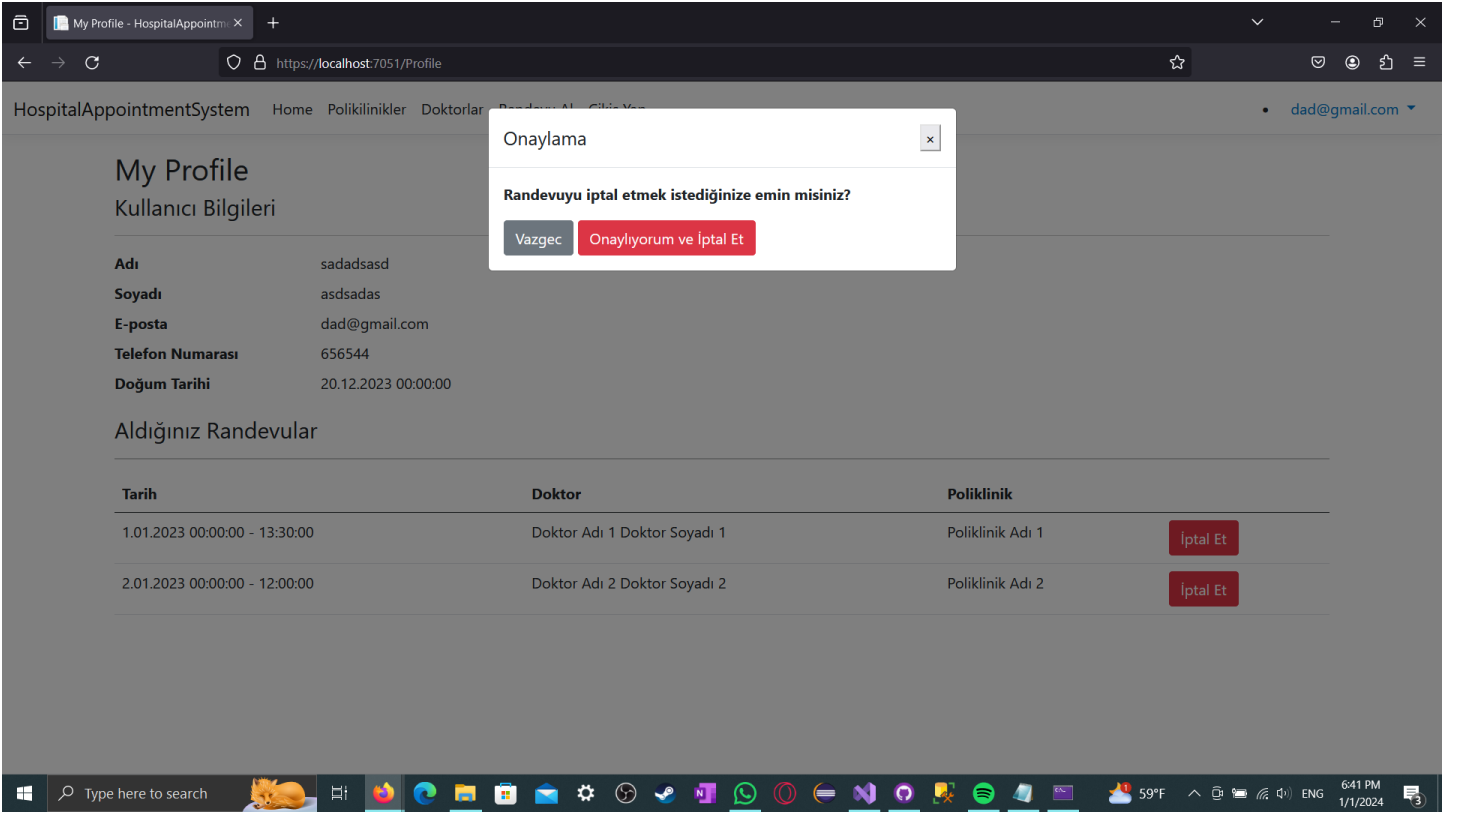 My Profile - HospitalAppointm
https://localhost:7051/Profile
HospitalAppointmentSystem Home Polikilinikler Doktorlar Randevu Al Cikis Yap
dad@gmail.com
Onaylama
×
Randevuyu iptal etmek istediğinize emin misiniz?
Vazgec Onaylıyorum ve İptal Et
My Profile
Kullanıcı Bilgileri
Adı sadadsasd
Soyadı asdsadas
E-posta dad@gmail.com
Telefon Numarası 656544
Doğum Tarihi 20.12.2023 00:00:00
Aldığınız Randevular
Tarih Doktor Poliklinik
1.01.2023 00:00:00 - 13:30:00 Doktor Adı 1 Doktor Soyadı 1 Poliklinik Adı 1 İptal Et
2.01.2023 00:00:00 - 12:00:00 Doktor Adı 2 Doktor Soyadı 2 Poliklinik Adı 2 İptal Et
Type here to search
59°F
ENG
6:41 PM
1/1/2024
3